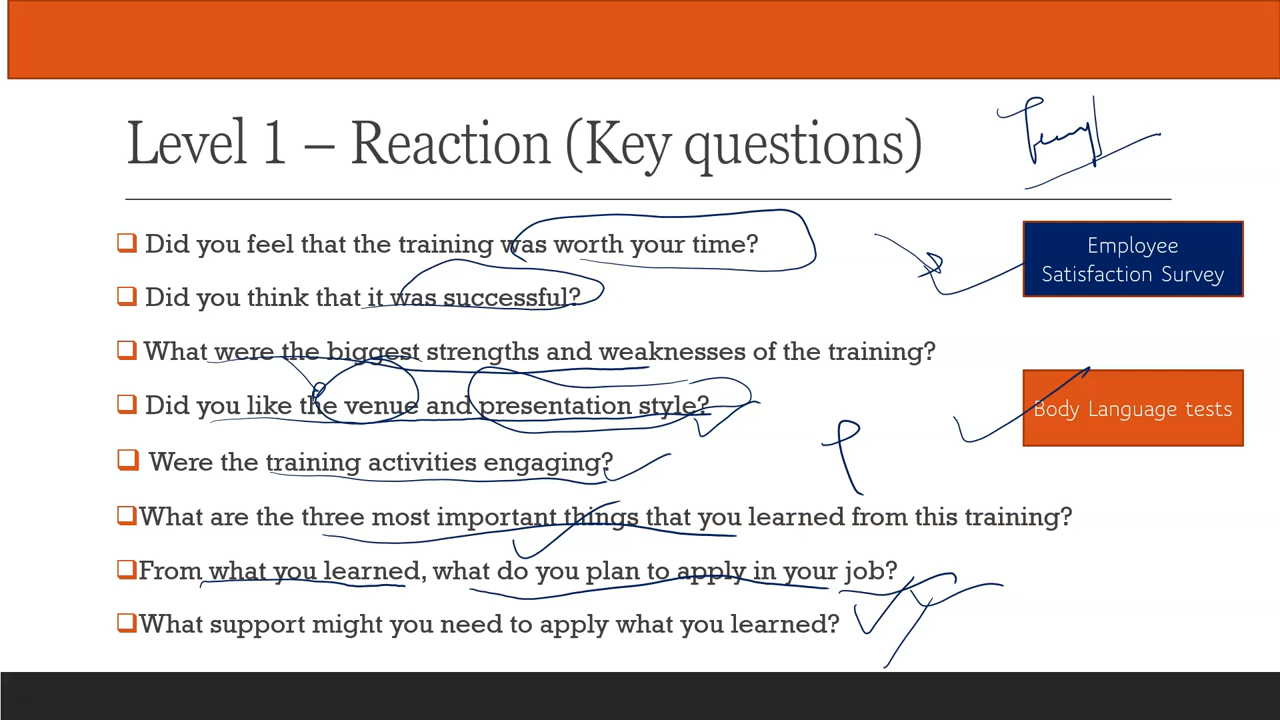 Level 1 – Reaction (Key questions)
Did you feel that the training was worth your time?
Did you think that it was successful?
What were the biggest strengths and weaknesses of the training?
Did you like the venue and presentation style?
Were the training activities engaging?
What are the three most important things that you learned from this training?
From what you learned, what do you plan to apply in your job?
What support might you need to apply what you learned?
Employee
Satisfaction Survey
Body Language tests